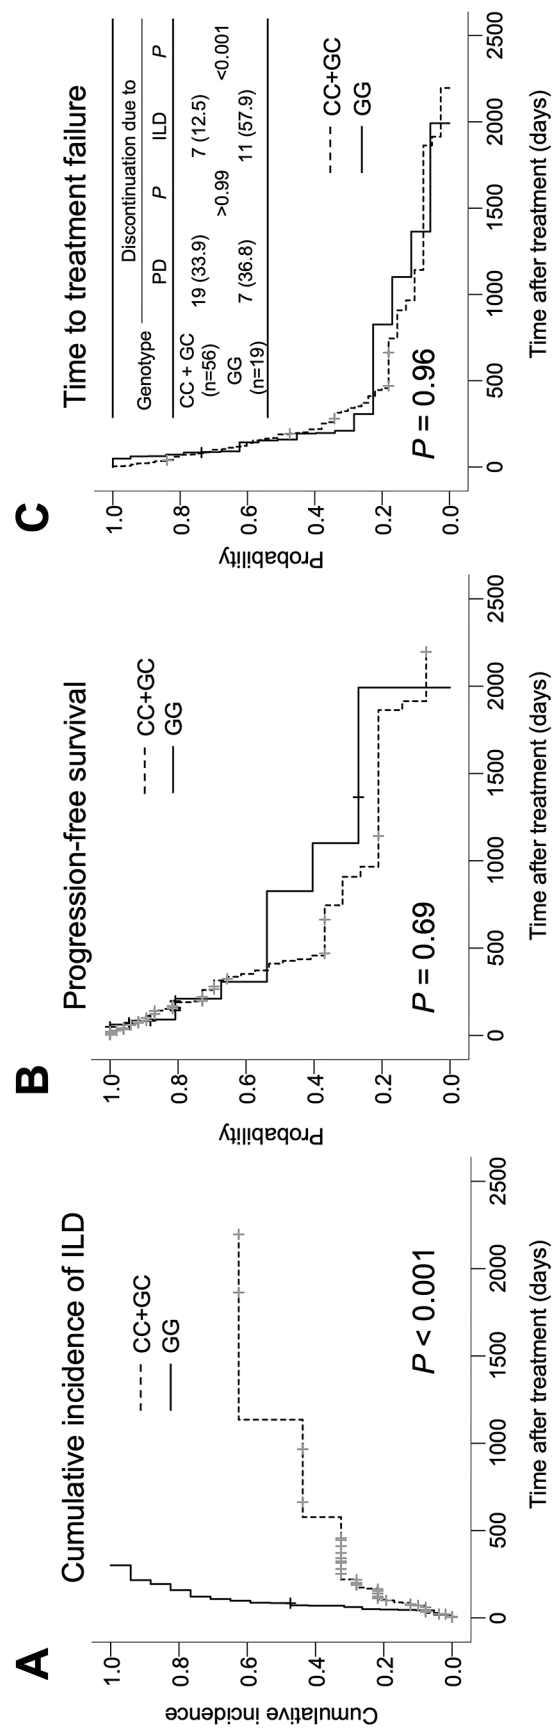 A
Cumulative incidence of ILD
Cumulative incidence
1.0
0.8
0.6
0.4
0.2
0.0
CC+GC
GG
P < 0.001
0
500
1000
1500
2000
2500
Time after treatment (days)
B
Progression-free survival
Probability
1.0
0.8
0.6
0.4
0.2
0.0
CC+GC
GG
P = 0.69
0
500
1000
1500
2000
2500
Time after treatment (days)
C
Time to treatment failure
Probability
1.0
0.8
0.6
0.4
0.2
0.0
Discontinuation due to
Genotype PD P ILD P
CC + GC (n=56) 19 (33.9) >0.99 7 (12.5) <0.001
GG (n=19) 7 (36.8) 11 (57.9)
CC+GC
GG
P = 0.96
0
500
1000
1500
2000
2500
Time after treatment (days)